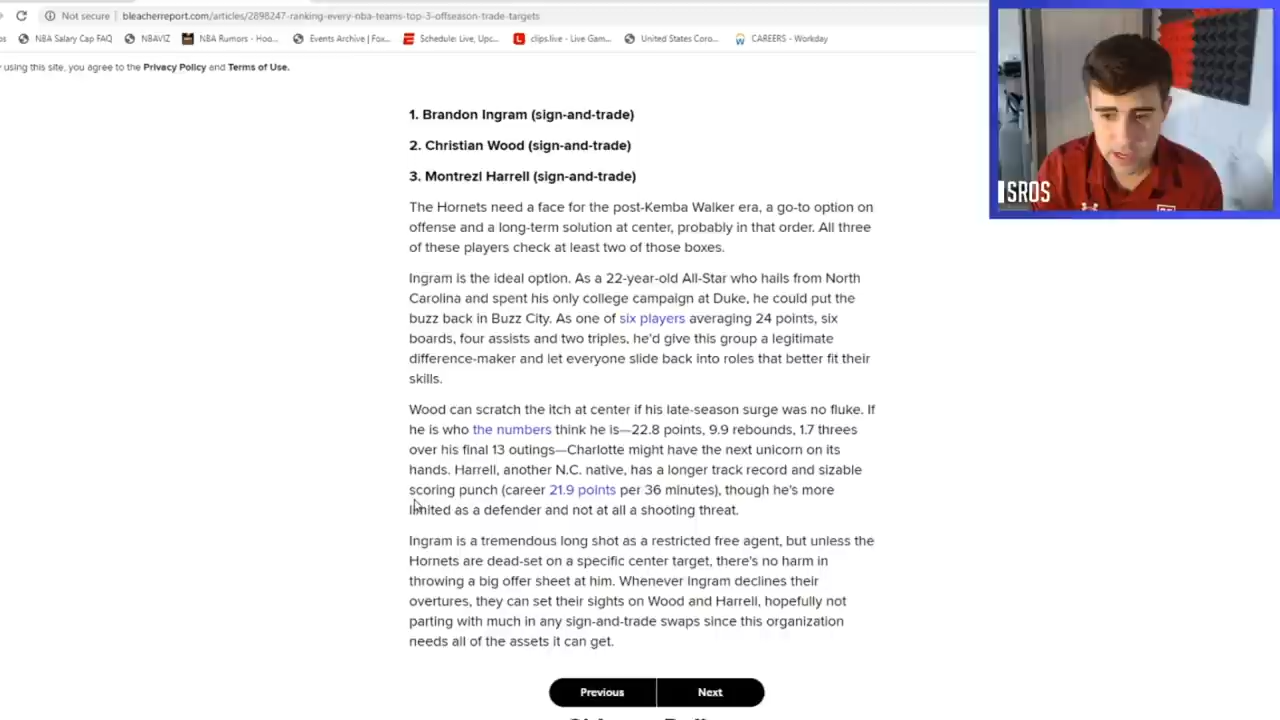 Not secure | bleacherreport.com/articles/2898247-ranking-every-nba-teams-top-3-offseason-trade-targets
NBA Salary Cap FAQ NBAVIZ NBA Rumors - Hoo... Events Archive | Fox... Schedule: Live, Upc... clips.live - Live Gam... United States Coro... CAREERS - Workday
using this site, you agree to the Privacy Policy and Terms of Use.
1. Brandon Ingram (sign-and-trade)
2. Christian Wood (sign-and-trade)
3. Montrezl Harrell (sign-and-trade)
The Hornets need a face for the post-Kemba Walker era, a go-to option on
offense and a long-term solution at center, probably in that order. All three
of these players check at least two of those boxes.
Ingram is the ideal option. As a 22-year-old All-Star who hails from North
Carolina and spent his only college campaign at Duke, he could put the
buzz back in Buzz City. As one of six players averaging 24 points, six
boards, four assists and two triples, he'd give this group a legitimate
difference-maker and let everyone slide back into roles that better fit their
skills.
Wood can scratch the itch at center if his late-season surge was no fluke. If
he is who the numbers think he is—22.8 points, 9.9 rebounds, 1.7 threes
over his final 13 outings—Charlotte might have the next unicorn on its
hands. Harrell, another N.C. native, has a longer track record and sizable
scoring punch (career 21.9 points per 36 minutes), though he's more
limited as a defender and not at all a shooting threat.
Ingram is a tremendous long shot as a restricted free agent, but unless the
Hornets are dead-set on a specific center target, there's no harm in
throwing a big offer sheet at him. Whenever Ingram declines their
overtures, they can set their sights on Wood and Harrell, hopefully not
parting with much in any sign-and-trade swaps since this organization
needs all of the assets it can get.
Previous Next
SROS